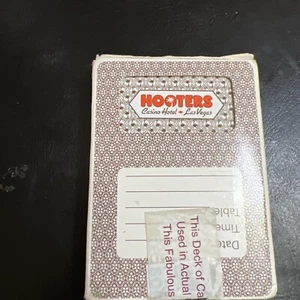 HOOTERS
Casino Hotel • Las Vegas
Date
Time
Table
This Deck of Ca
Used in Actual
This Fabulous